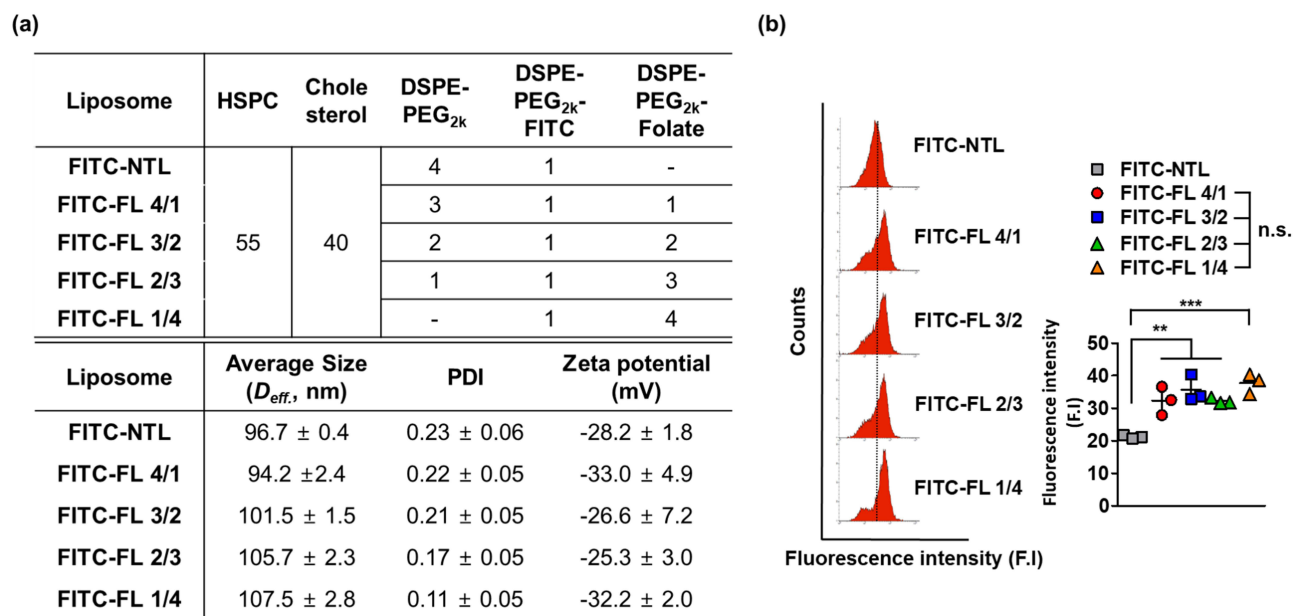 (a)
Liposome HSPC Chole sterol DSPE-PEG2k DSPE-PEG2k-FITC DSPE-PEG2k-Folate
FITC-NTL 4 1 -
FITC-FL 4/1 3 1 1
FITC-FL 3/2 55 40 2 1 2
FITC-FL 2/3 1 1 3
FITC-FL 1/4 - 1 4
Liposome Average Size (Deff., nm) PDI Zeta potential (mV)
FITC-NTL 96.7 ± 0.4 0.23 ± 0.06 -28.2 ± 1.8
FITC-FL 4/1 94.2 ±2.4 0.22 ± 0.05 -33.0 ± 4.9
FITC-FL 3/2 101.5 ± 1.5 0.21 ± 0.05 -26.6 ± 7.2
FITC-FL 2/3 105.7 ± 2.3 0.17 ± 0.05 -25.3 ± 3.0
FITC-FL 1/4 107.5 ± 2.8 0.11 ± 0.05 -32.2 ± 2.0
(b)
Counts
FITC-NTL
FITC-FL 4/1
FITC-FL 3/2
FITC-FL 2/3
FITC-FL 1/4
Fluorescence intensity (F.I)
FITC-NTL
FITC-FL 4/1
FITC-FL 3/2
FITC-FL 2/3
FITC-FL 1/4
n.s.
***
**
Fluorescence intensity
(F.I)
50
40
30
20
10
0